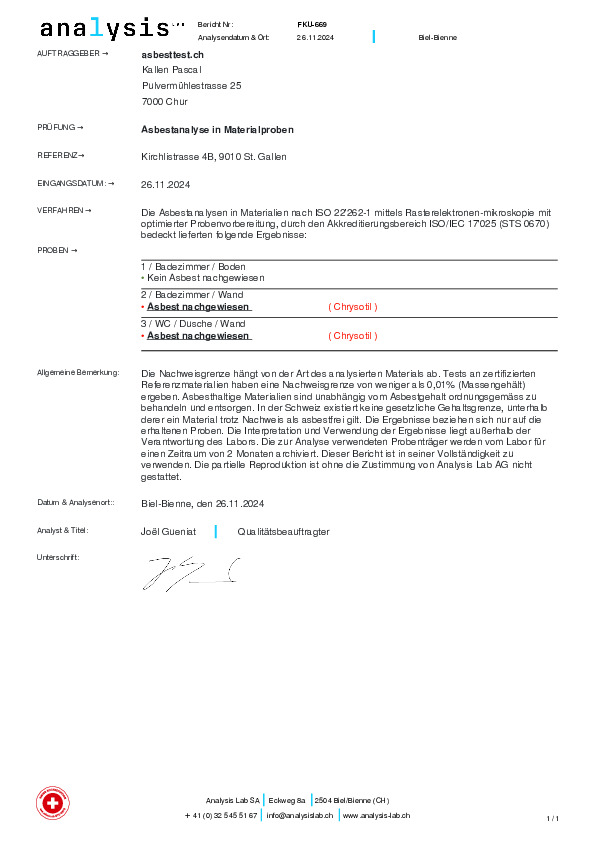 analysis
Bericht Nr: FKU-669
Analysendatum & Ort: 26.11.2024 Biel-Bienne
AUFTRAGGEBER → asbesttest.ch
Kallen Pascal
Pulvermühlestrasse 25
7000 Chur
PRÜFUNG → Asbestanalyse in Materialproben
REFERENZ→ Kirchlistrasse 4B, 9010 St. Gallen
EINGANGSDATUM: → 26.11.2024
VERFAHREN → Die Asbestanalysen in Materialien nach ISO 22'262-1 mittels Rasterelektronen-mikroskopie mit
optimierter Probenvorbereitung, durch den Akkreditierungsbereich ISO/IEC 17025 (STS 0670)
bedeckt lieferten folgende Ergebnisse:
PROBEN →
1 / Badezimmer / Boden
• Kein Asbest nachgewiesen
2 / Badezimmer / Wand
• Asbest nachgewiesen ( Chrysotil )
3 / WC / Dusche / Wand
• Asbest nachgewiesen ( Chrysotil )
Allgemeine Bemerkung: Die Nachweisgrenze hängt von der Art des analysierten Materials ab. Tests an zertifizierten
Referenzmaterialien haben eine Nachweisgrenze von weniger als 0,01% (Massengehält)
ergeben. Asbesthaltige Materialien sind unabhängig vom Asbestgehalt ordnungsgemäss zu
behandeln und entsorgen. In der Schweiz existiert keine gesetzliche Gehaltsgrenze, unterhalb
derer ein Material trotz Nachweis als asbestfrei gilt. Die Ergebnisse beziehen sich nur auf die
erhaltenen Proben. Die Interpretation und Verwendung der Ergebnisse liegt außerhalb der
Verantwortung des Labors. Die zur Analyse verwendeten Probenträger werden vom Labor für
einen Zeitraum von 2 Monaten archiviert. Dieser Bericht ist in seiner Vollständigkeit zu
verwenden. Die partielle Reproduktion ist ohne die Zustimmung von Analysis Lab AG nicht
gestattet.
Datum & Analysenort:: Biel-Bienne, den 26.11.2024
Analyst & Titel: Joël Gueniat Qualitätsbeauftragter
Unterschrift:
Analysis Lab SA Eckweg 8a 2504 Biel/Bienne (CH)
+ 41 (0) 32 545 51 67 info@analysislab.ch www.analysis-lab.ch
1 / 1